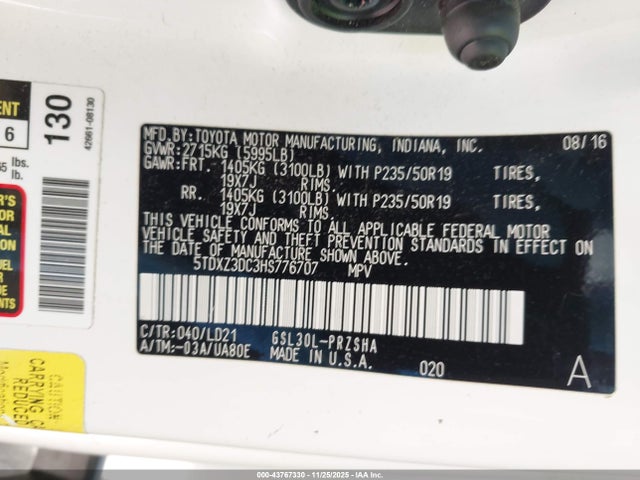 MFD.BY:TOYOTA MOTOR MANUFACTURING, INDIANA, INC. 08/16
GVWR:2715KG (5995LB)
GAWR:FRT. 1405KG (3100LB) WITH P235/50R19 TIRES,
19X7J RIMS.
RR. 1405KG (3100LB) WITH P235/50R19 TIRES,
19X7J RIMS.
THIS VEHICLE CONFORMS TO ALL APPLICABLE FEDERAL MOTOR
VEHICLE SAFETY AND THEFT PREVENTION STANDARDS IN EFFECT ON
THE DATE OF MANUFACTURE SHOWN ABOVE.
5TDXZ3DC3HS776707 MPV
C/TR:040/LD21 GSL30L-PRZSHA
A/TM:-03A/UA80E MADE IN U.S.A. 020 A
6
lbs.
kg.
130
42661-08130
CAUTION
REDUCED
000-43767330 - 11/25/2025 - IAA Inc.